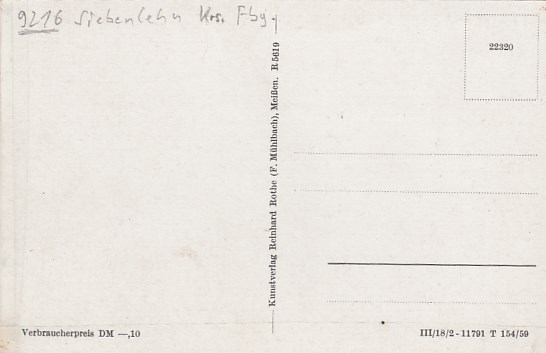 9216 Siebenlehn Krs. Fbg.
22320
Kunstverlag Reinhard Rothe (F. Mühlbach), Meißen. R 5619
Verbraucherpreis DM —,10
III/18/2 - 11791 T 154/59